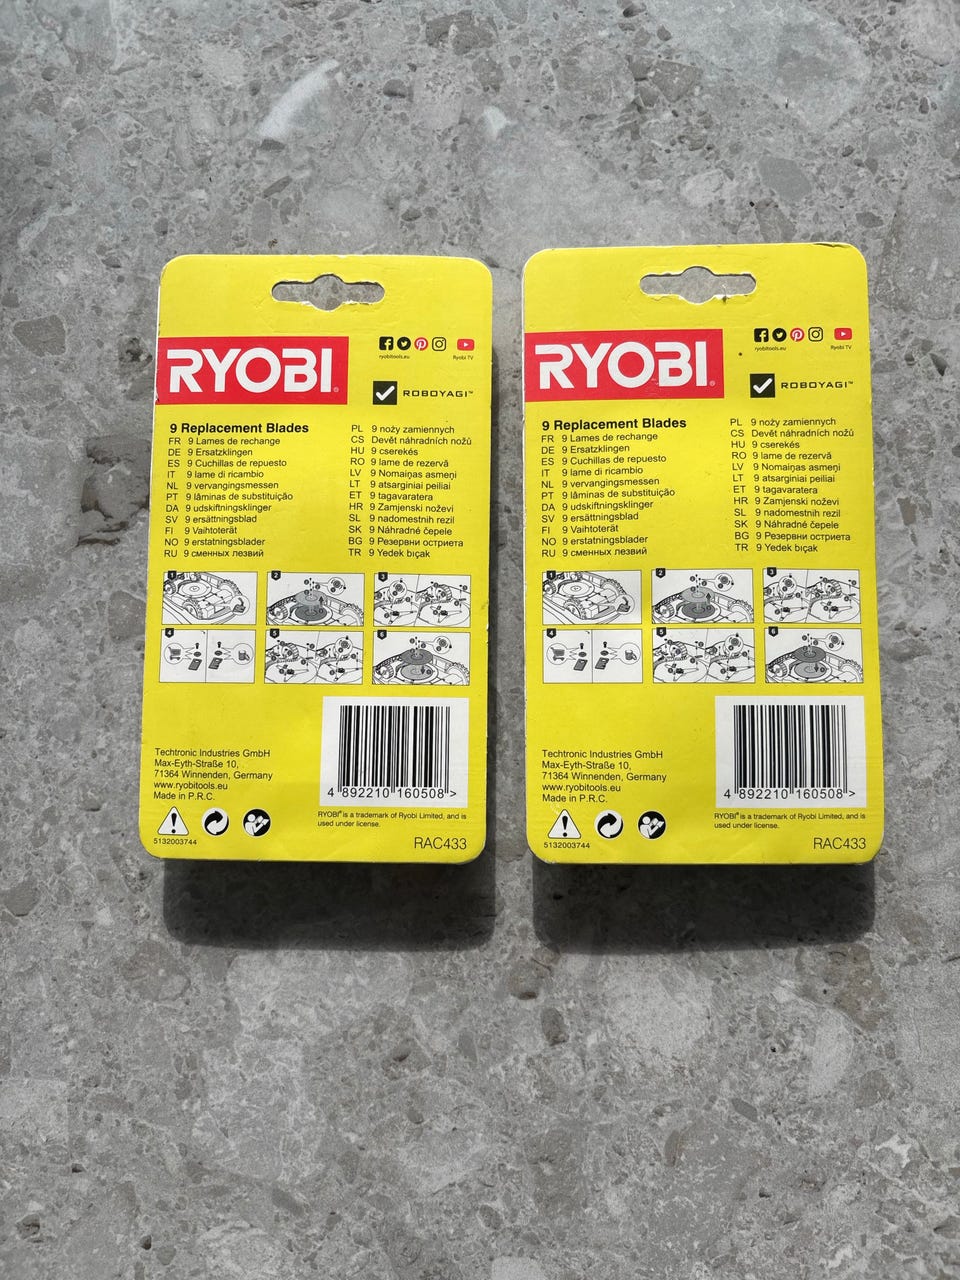 RYOBI
ryobitools.eu
Ryobi TV
ROBOYAGI™
9 Replacement Blades
FR 9 Lames de rechange
DE 9 Ersatzklingen
ES 9 Cuchillas de repuesto
IT 9 lame di ricambio
NL 9 vervangingsmessen
PT 9 lâminas de substituição
DA 9 udskiftningsklinger
SV 9 ersättningsblad
FI 9 Vaihtoterät
NO 9 erstatningsblader
RU 9 сменных лезвий
PL 9 noży zamiennych
CS Devět náhradních nožů
HU 9 cserekés
RO 9 lame de rezervă
LV 9 Nomaiņas asmeņi
LT 9 atsarginiai peiliai
ET 9 tagavaratera
HR 9 Zamjenski noževi
SL 9 nadomestnih rezil
SK 9 Náhradné čepele
BG 9 Резервни остриета
TR 9 Yedek bıçak
1
2
3
4
5
6
Techtronic Industries GmbH
Max-Eyth-Straße 10,
71364 Winnenden, Germany
www.ryobitools.eu
Made in P.R.C.
5132003744
4 892210 160508 >
RYOBI® is a trademark of Ryobi Limited, and is
used under license.
RAC433
RYOBI
ryobitools.eu
Ryobi TV
ROBOYAGI™
9 Replacement Blades
FR 9 Lames de rechange
DE 9 Ersatzklingen
ES 9 Cuchillas de repuesto
IT 9 lame di ricambio
NL 9 vervangingsmessen
PT 9 lâminas de substituição
DA 9 udskiftningsklinger
SV 9 ersättningsblad
FI 9 Vaihtoterät
NO 9 erstatningsblader
RU 9 сменных лезвий
PL 9 noży zamiennych
CS Devět náhradních nožů
HU 9 cserekés
RO 9 lame de rezervă
LV 9 Nomaiņas asmeņi
LT 9 atsarginiai peiliai
ET 9 tagavaratera
HR 9 Zamjenski noževi
SL 9 nadomestnih rezil
SK 9 Náhradné čepele
BG 9 Резервни остриета
TR 9 Yedek bıçak
1
2
3
4
5
6
Techtronic Industries GmbH
Max-Eyth-Straße 10,
71364 Winnenden, Germany
www.ryobitools.eu
Made in P.R.C.
5132003744
4 892210 160508 >
RYOBI® is a trademark of Ryobi Limited, and is
used under license.
RAC433